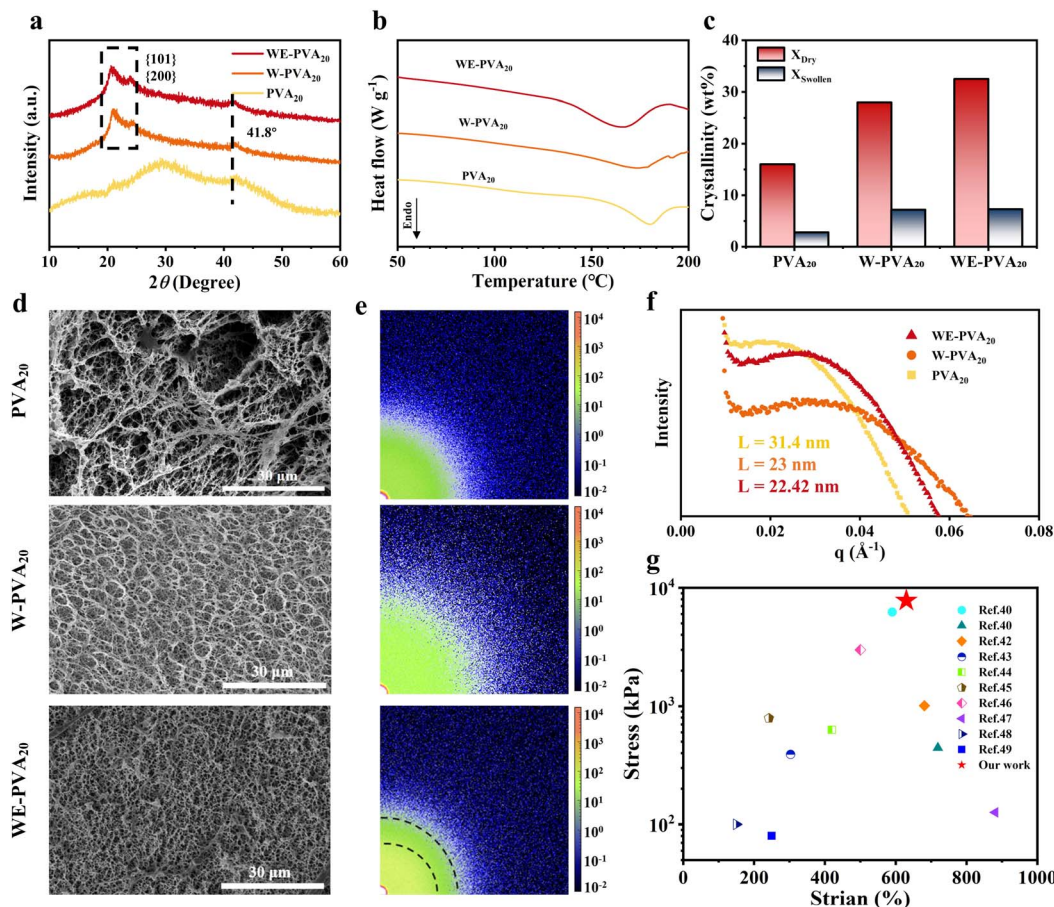 a
WE-PVA20
W-PVA20
PVA20
{101}
{200}
41.8°
Intensity (a.u.)
10 20 30 40 50 60
2θ (Degree)
b
WE-PVA20
W-PVA20
PVA20
Endo
Heat flow (W g-1)
50 100 150 200
Temperature (°C)
c
XDry
XSwollen
Crystallinity (wt%)
40
30
20
10
0
PVA20 W-PVA20 WE-PVA20
d
PVA20
30 μm
W-PVA20
30 μm
WE-PVA20
30 μm
e
10^4
10^3
10^2
10^1
10^0
10^-1
10^-2
10^4
10^3
10^2
10^1
10^0
10^-1
10^-2
10^4
10^3
10^2
10^1
10^0
10^-1
10^-2
f
WE-PVA20
W-PVA20
PVA20
L = 31.4 nm
L = 23 nm
L = 22.42 nm
Intensity
0.00 0.02 0.04 0.06 0.08
q (Å-1)
g
Stress (kPa)
10^4
10^3
10^2
Ref.40
Ref.40
Ref.42
Ref.43
Ref.44
Ref.45
Ref.46
Ref.47
Ref.48
Ref.49
Our work
0 200 400 600 800 1000
Strian (%)